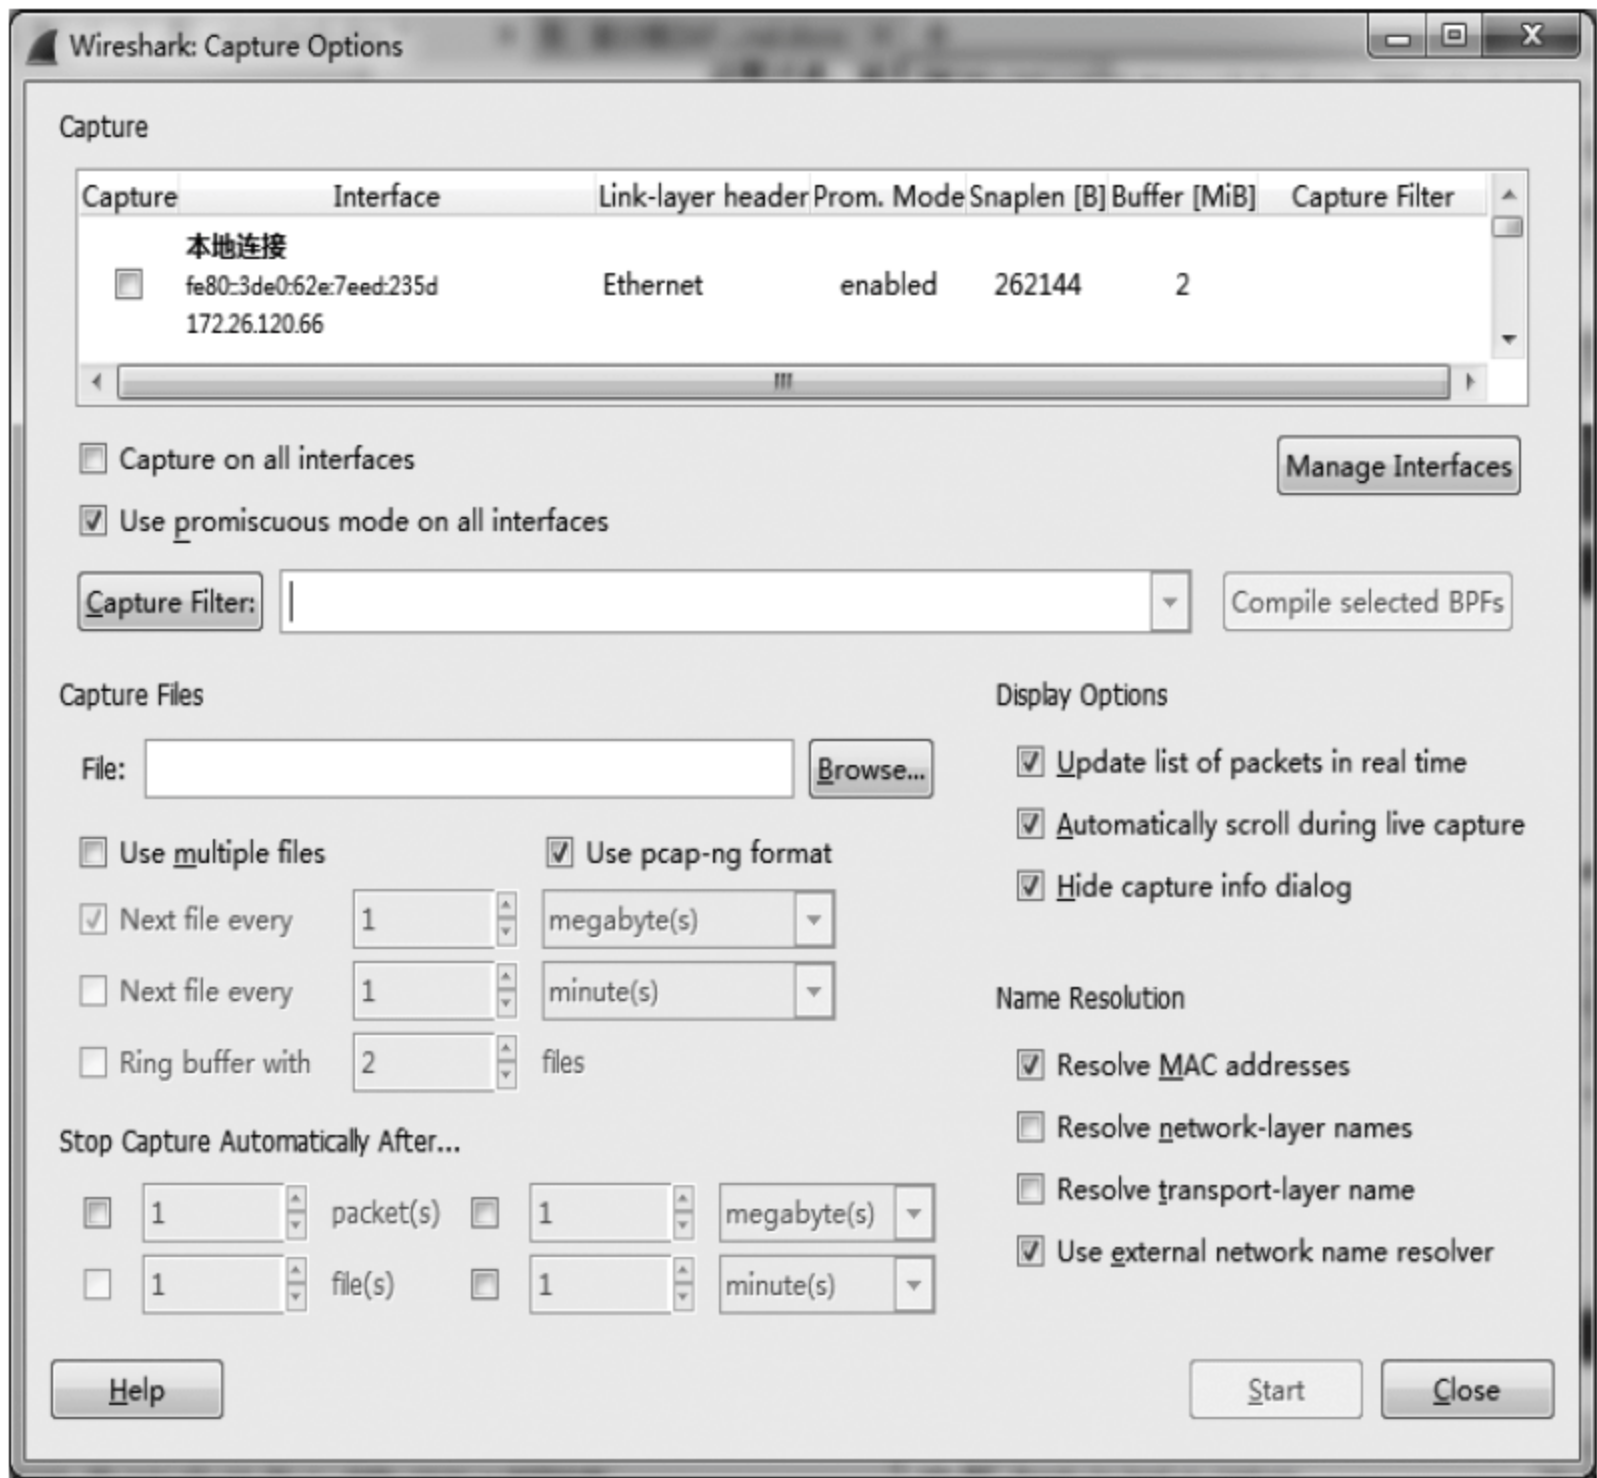 Wireshark: Capture Options
Capture
Capture Interface Link-layer header Prom. Mode Snaplen [B] Buffer [MiB] Capture Filter
本地连接
fe80::3de0:62e:7eed:235d Ethernet enabled 262144 2
172.26.120.66
Capture on all interfaces
Manage Interfaces
Use promiscuous mode on all interfaces
Capture Filter: Compile selected BPFs
Capture Files
File: Browse...
Use multiple files Use pcap-ng format
Next file every 1 megabyte(s)
Next file every 1 minute(s)
Ring buffer with 2 files
Stop Capture Automatically After...
1 packet(s) 1 megabyte(s)
1 file(s) 1 minute(s)
Display Options
Update list of packets in real time
Automatically scroll during live capture
Hide capture info dialog
Name Resolution
Resolve MAC addresses
Resolve network-layer names
Resolve transport-layer name
Use external network name resolver
Help Start Close